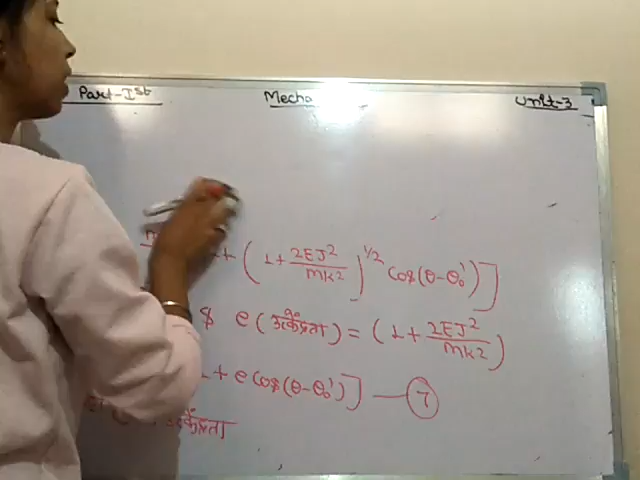 Part-Ist Mecha Unit-3
+ (1+2EJ²/mk²)^1/2 Cos(θ-θ₀')]
& e(उत्केंद्रता) = (1+2EJ²/mk²)
1+eCos(θ-θ₀')] — 7
उत्केंद्रता